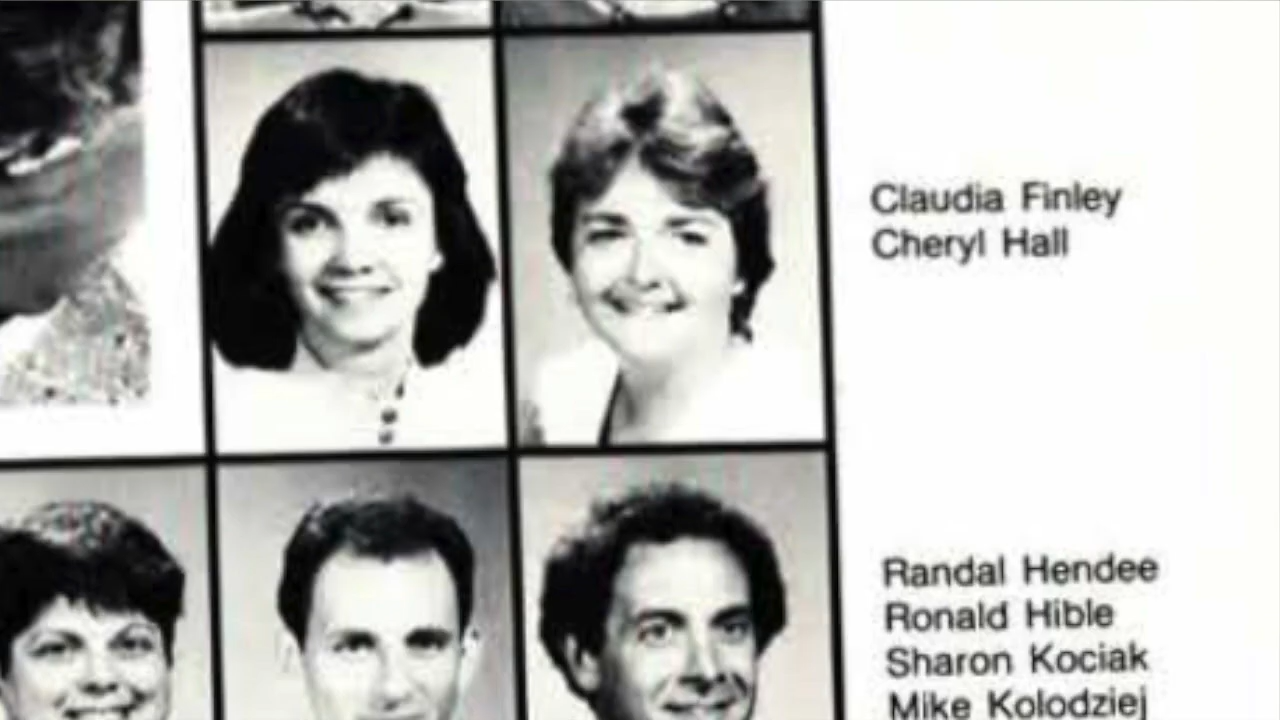 Claudia Finley
Cheryl Hall
Randal Hendee
Ronald Hible
Sharon Kociak
Mike Kolodziej